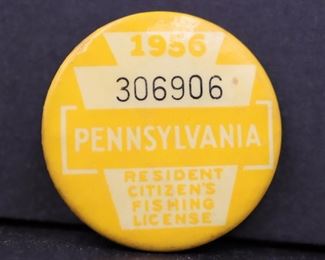 1956
306906
PENNSYLVANIA
RESIDENT
CITIZEN'S
FISHING
LICENSE